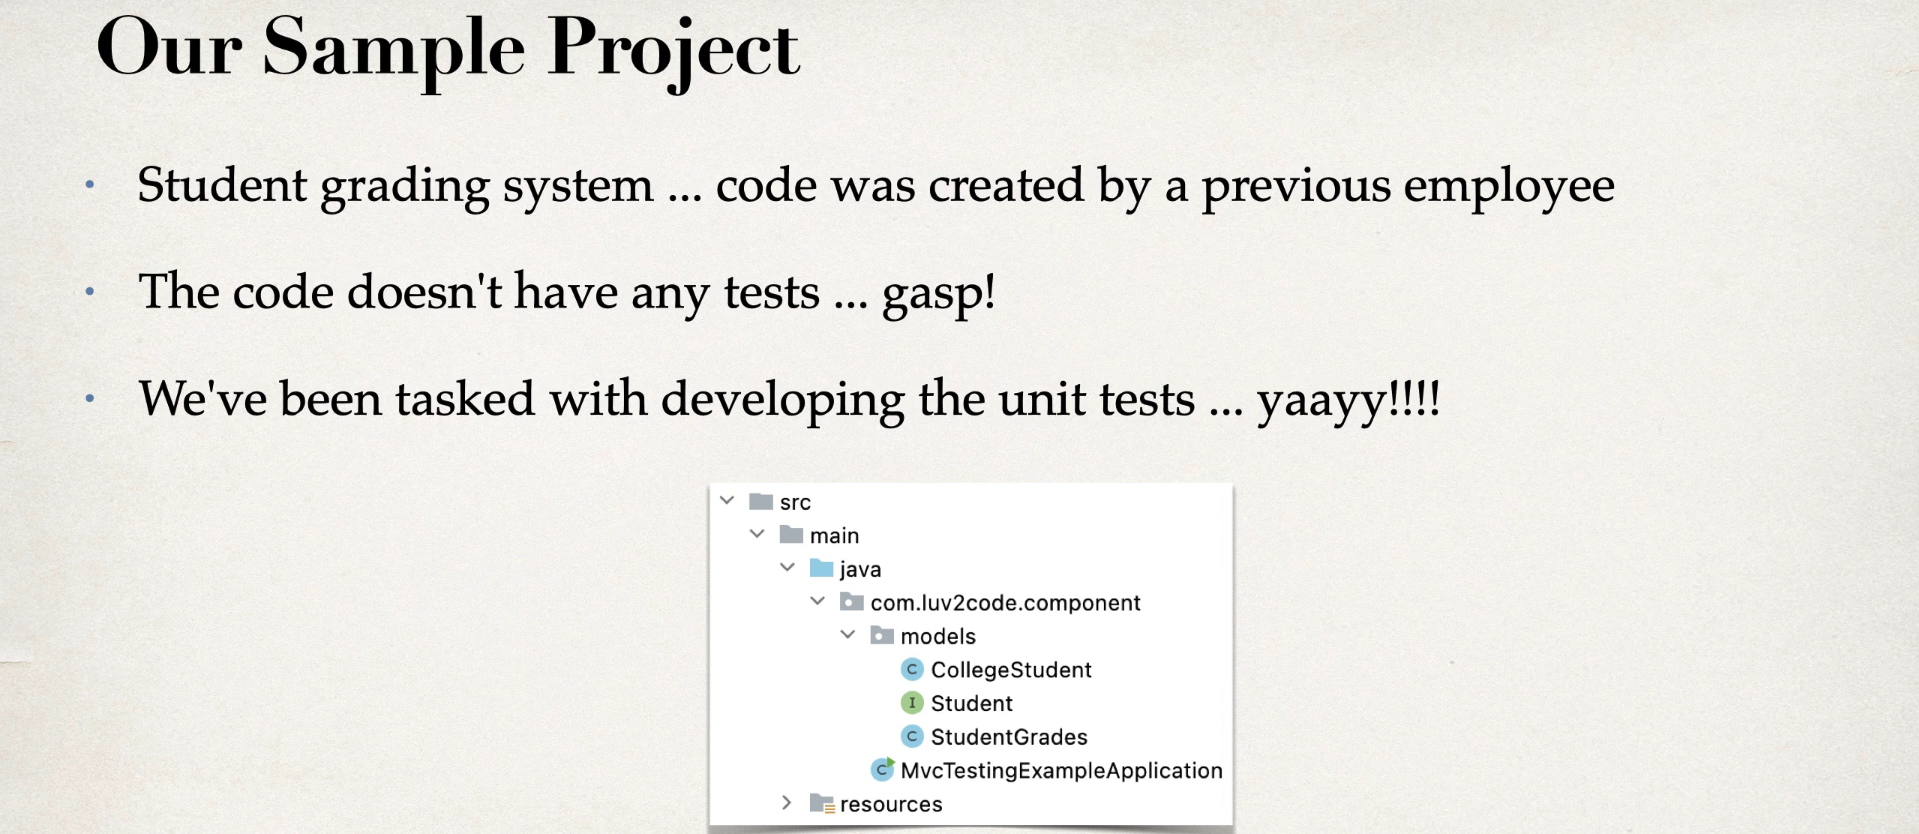 Our Sample Project
• Student grading system ... code was created by a previous employee
• The code doesn't have any tests ... gasp!
• We've been tasked with developing the unit tests ... yaayy!!!!
src
main
java
com.luv2code.component
models
C CollegeStudent
I Student
C StudentGrades
C MvcTestingExampleApplication
resources